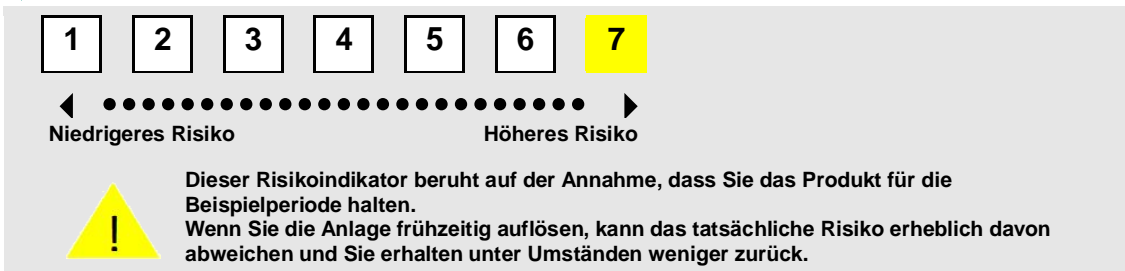 1 2 3 4 5 6 7
Niedrigeres Risiko Höheres Risiko
Dieser Risikoindikator beruht auf der Annahme, dass Sie das Produkt für die
Beispielperiode halten.
Wenn Sie die Anlage frühzeitig auflösen, kann das tatsächliche Risiko erheblich davon
abweichen und Sie erhalten unter Umständen weniger zurück.
!